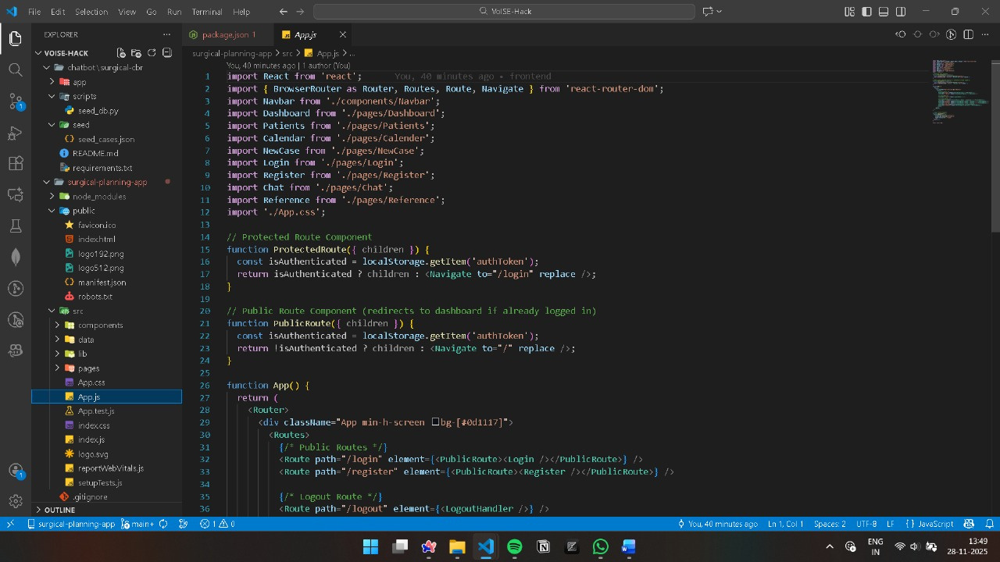 File Edit Selection View Go Run Terminal Help
VoISE-Hack
EXPLORER
VOISE-HACK
chatbot \ surgical-cbr
app
scripts
seed_db.py
seed
seed_cases.json
README.md
requirements.txt
surgical-planning-app
node_modules
public
favicon.ico
index.html
logo192.png
logo512.png
manifest.json
robots.txt
src
components
data
lib
pages
App.css
App.js
App.test.js
index.css
index.js
logo.svg
reportWebVitals.js
setupTests.js
.gitignore
OUTLINE
package.json 1
App.js
surgical-planning-app > src > App.js > ...
You, 40 minutes ago | 1 author (You)
1 import React from 'react'; You, 40 minutes ago • frontend
2 import { BrowserRouter as Router, Routes, Route, Navigate } from 'react-router-dom';
3 import Navbar from './components/Navbar';
4 import Dashboard from './pages/Dashboard';
5 import Patients from './pages/Patients';
6 import Calendar from './pages/Calender';
7 import NewCase from './pages/NewCase';
8 import Login from './pages/Login';
9 import Register from './pages/Register';
10 import Chat from './pages/Chat';
11 import Reference from './pages/Reference';
12 import './App.css';
13
14 // Protected Route Component
15 function ProtectedRoute({ children }) {
16 const isAuthenticated = localStorage.getItem('authToken');
17 return isAuthenticated ? children : <Navigate to="/login" replace />;
18 }
19
20 // Public Route Component (redirects to dashboard if already logged in)
21 function PublicRoute({ children }) {
22 const isAuthenticated = localStorage.getItem('authToken');
23 return !isAuthenticated ? children : <Navigate to="/" replace />;
24 }
25
26 function App() {
27 return (
28 <Router>
29 <div className="App min-h-screen bg-[#0d1117]">
30 <Routes>
31 {/* Public Routes */}
32 <Route path="/login" element={<PublicRoute><Login /></PublicRoute>} />
33 <Route path="/register" element={<PublicRoute><Register /></PublicRoute>} />
34
35 {/* Logout Route */}
36 <Route path="/logout" element={<LogoutHandler />} />
surgical-planning-app main+ 1 0 You, 40 minutes ago Ln 1, Col 1 Spaces: 2 UTF-8 LF {} JavaScript
ENG
IN
13:49
28-11-2025